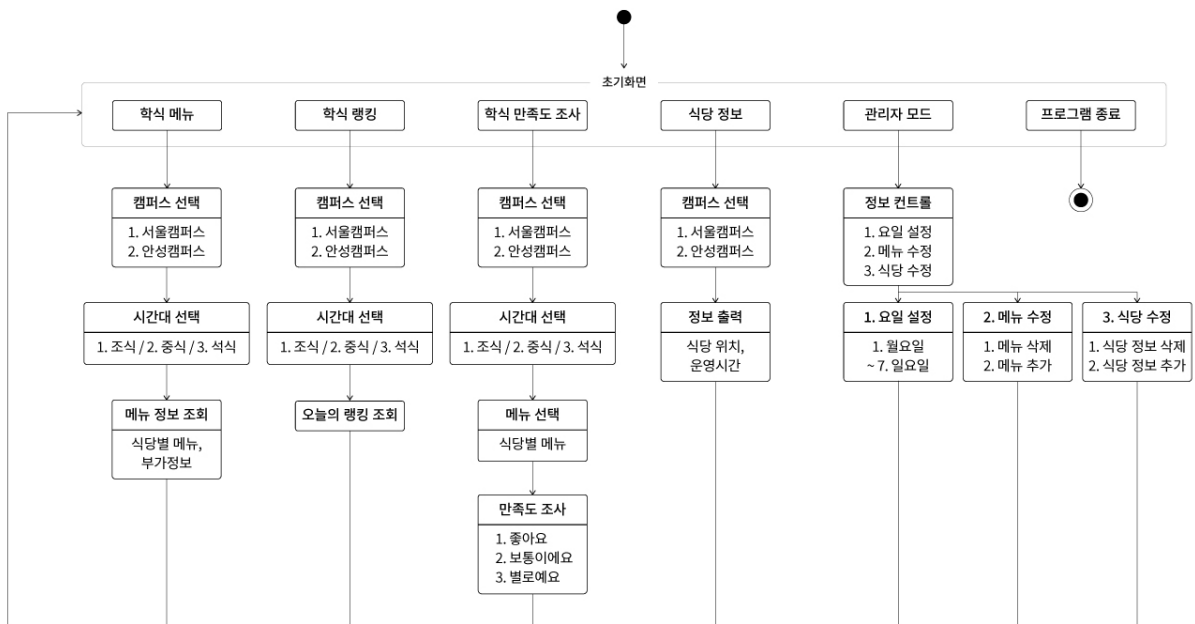 초기화면
학식 메뉴
학식 랭킹
학식 만족도 조사
식당 정보
관리자 모드
프로그램 종료
캠퍼스 선택
1. 서울캠퍼스
2. 안성캠퍼스
캠퍼스 선택
1. 서울캠퍼스
2. 안성캠퍼스
캠퍼스 선택
1. 서울캠퍼스
2. 안성캠퍼스
캠퍼스 선택
1. 서울캠퍼스
2. 안성캠퍼스
정보 컨트롤
1. 요일 설정
2. 메뉴 수정
3. 식당 수정
시간대 선택
1. 조식 / 2. 중식 / 3. 석식
시간대 선택
1. 조식 / 2. 중식 / 3. 석식
시간대 선택
1. 조식 / 2. 중식 / 3. 석식
정보 출력
식당 위치,
운영시간
1. 요일 설정
1. 월요일
~ 7. 일요일
2. 메뉴 수정
1. 메뉴 삭제
2. 메뉴 추가
3. 식당 수정
1. 식당 정보 삭제
2. 식당 정보 추가
메뉴 정보 조회
식당별 메뉴,
부가정보
오늘의 랭킹 조회
메뉴 선택
식당별 메뉴
만족도 조사
1. 좋아요
2. 보통이에요
3. 별로예요